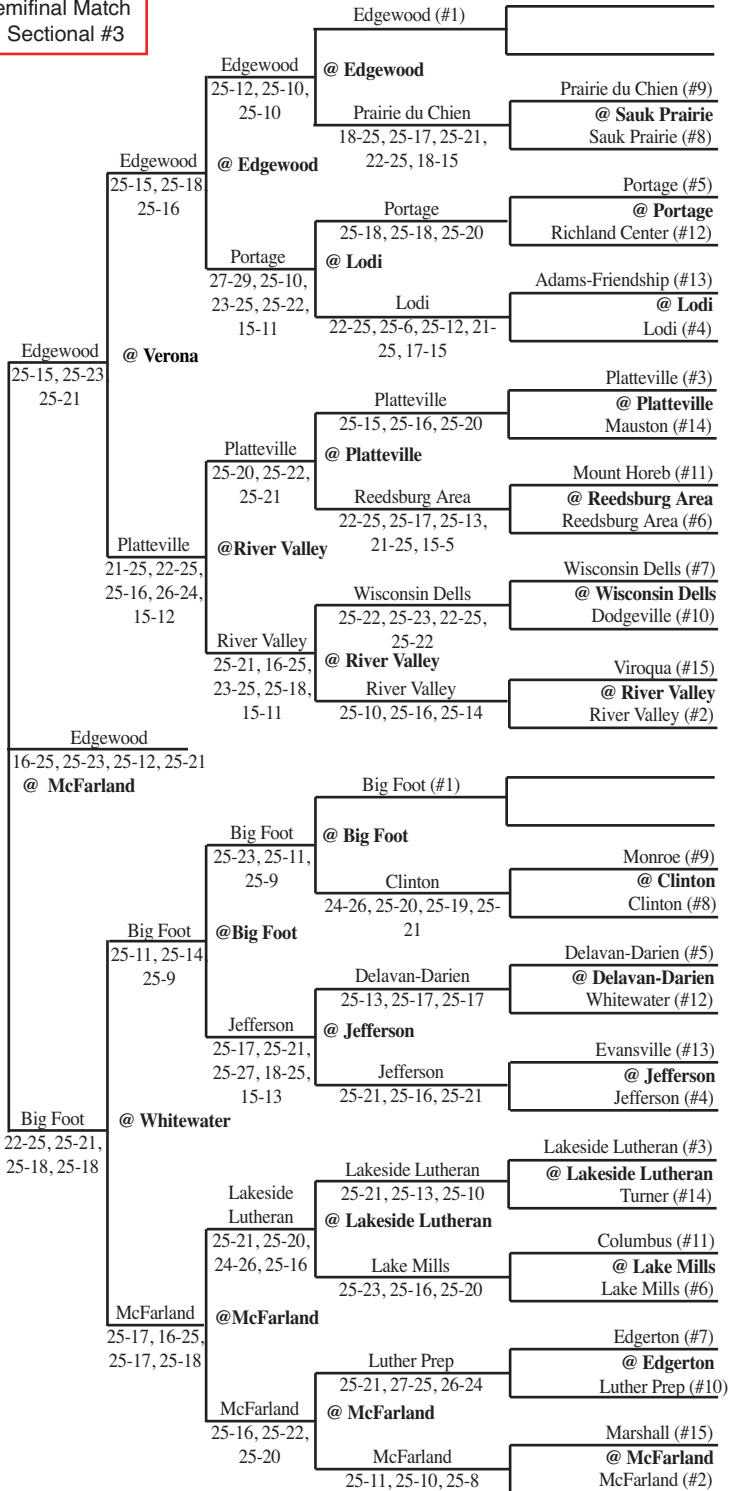 emifinal Match
Sectional #3
Edgewood (#1)
Edgewood
25-12, 25-10,
25-10
@ Edgewood
Prairie du Chien (#9)
@ Sauk Prairie
Sauk Prairie (#8)
Prairie du Chien
18-25, 25-17, 25-21,
22-25, 18-15
Edgewood
25-15, 25-18
25-16
@ Edgewood
Portage (#5)
@ Portage
Richland Center (#12)
Portage
25-18, 25-18, 25-20
Portage
27-29, 25-10,
23-25, 25-22,
15-11
@ Lodi
Adams-Friendship (#13)
@ Lodi
Lodi (#4)
Lodi
22-25, 25-6, 25-12, 21-
25, 17-15
Edgewood
25-15, 25-23
25-21
@ Verona
Platteville (#3)
@ Platteville
Mauston (#14)
Platteville
25-15, 25-16, 25-20
Platteville
25-20, 25-22,
25-21
@ Platteville
Mount Horeb (#11)
@ Reedsburg Area
Reedsburg Area (#6)
Reedsburg Area
22-25, 25-17, 25-13,
21-25, 15-5
Platteville
21-25, 22-25,
25-16, 26-24,
15-12
@River Valley
Wisconsin Dells (#7)
@ Wisconsin Dells
Dodgeville (#10)
Wisconsin Dells
25-22, 25-23, 22-25,
25-22
River Valley
25-21, 16-25,
23-25, 25-18,
15-11
@ River Valley
Viroqua (#15)
@ River Valley
River Valley (#2)
River Valley
25-10, 25-16, 25-14
Edgewood
16-25, 25-23, 25-12, 25-21
@ McFarland
Big Foot (#1)
Big Foot
25-23, 25-11,
25-9
@ Big Foot
Monroe (#9)
@ Clinton
Clinton (#8)
Clinton
24-26, 25-20, 25-19, 25-
21
Big Foot
25-11, 25-14
25-9
@Big Foot
Delavan-Darien (#5)
@ Delavan-Darien
Whitewater (#12)
Delavan-Darien
25-13, 25-17, 25-17
Jefferson
25-17, 25-21,
25-27, 18-25,
15-13
@ Jefferson
Evansville (#13)
@ Jefferson
Jefferson (#4)
Jefferson
25-21, 25-16, 25-21
Big Foot
22-25, 25-21,
25-18, 25-18
@ Whitewater
Lakeside Lutheran (#3)
@ Lakeside Lutheran
Turner (#14)
Lakeside Lutheran
25-21, 25-13, 25-10
Lakeside
Lutheran
25-21, 25-20,
24-26, 25-16
@ Lakeside Lutheran
Columbus (#11)
@ Lake Mills
Lake Mills (#6)
Lake Mills
25-23, 25-16, 25-20
McFarland
25-17, 16-25,
25-17, 25-18
@McFarland
Edgerton (#7)
@ Edgerton
Luther Prep (#10)
Luther Prep
25-21, 27-25, 26-24
McFarland
25-16, 25-22,
25-20
@ McFarland
Marshall (#15)
@ McFarland
McFarland (#2)
McFarland
25-11, 25-10, 25-8